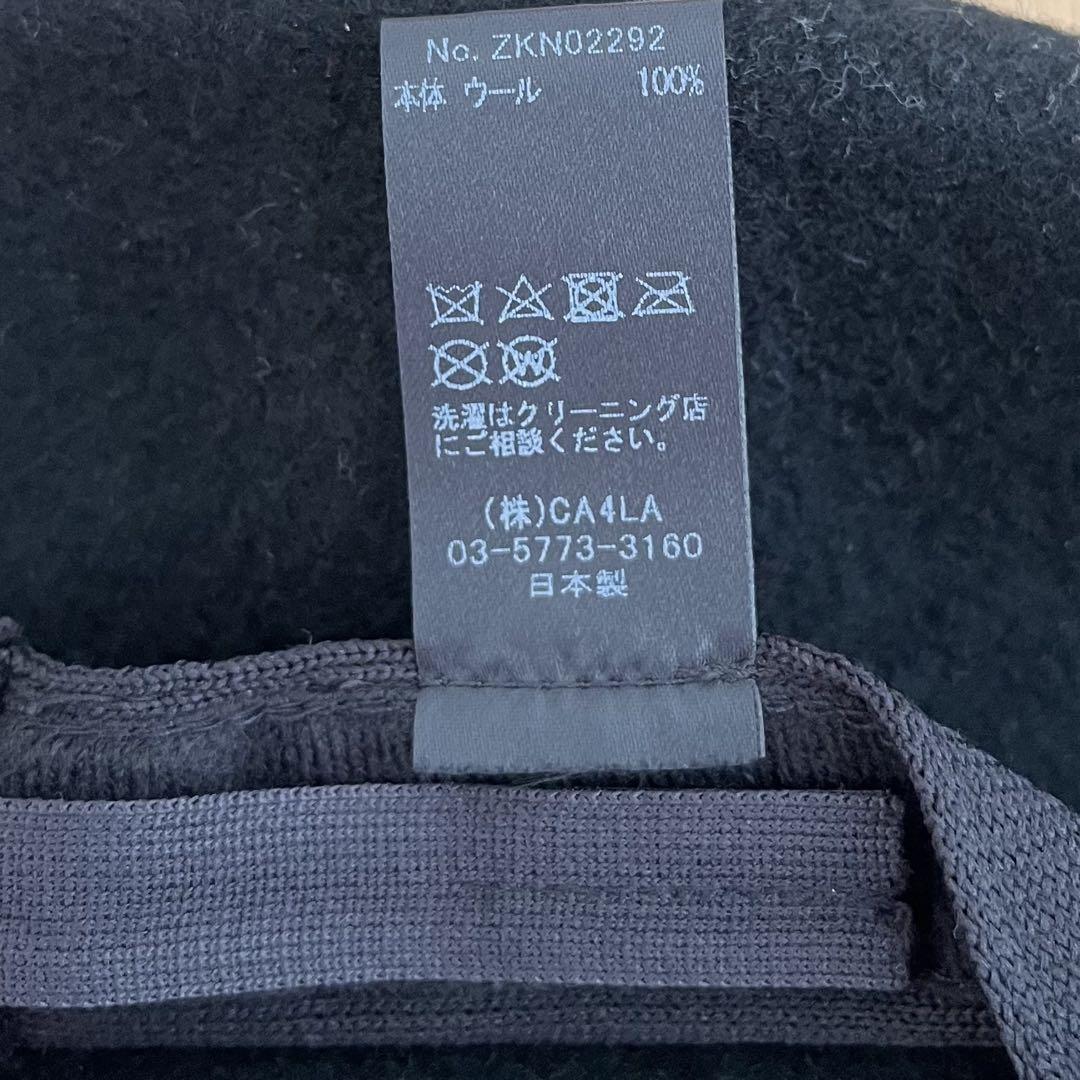 No. ZKN02292
本体 ウール 100%
W
洗濯はクリーニング店
にご相談ください。
(株)CA4LA
03-5773-3160
日本製